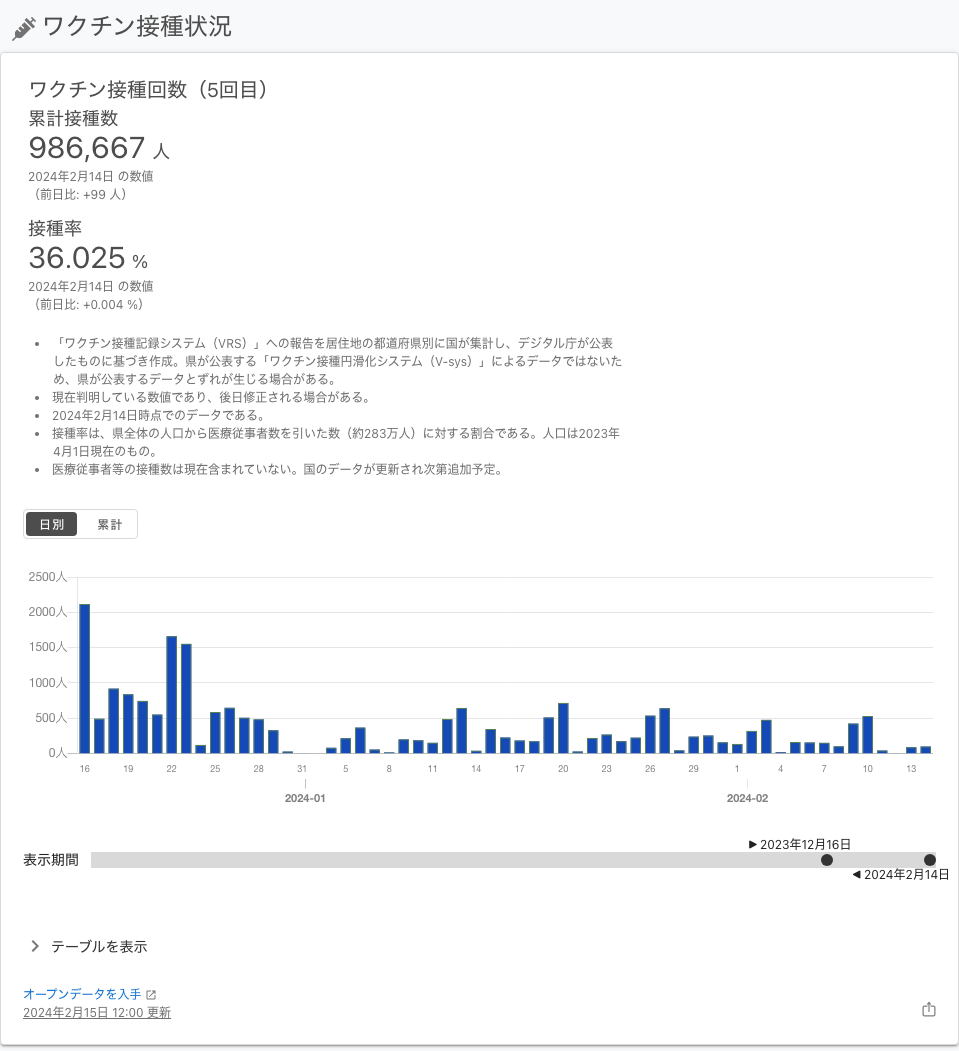 ワクチン接種状況
ワクチン接種回数（5回目）
累計接種数
986,667 人
2024年2月14日 の数値
（前日比: +99 人）
接種率
36.025 %
2024年2月14日 の数値
（前日比: +0.004 %）
• 「ワクチン接種記録システム（VRS）」への報告を居住地の都道府県別に国が集計し、デジタル庁が公表
したものに基づき作成。県が公表する「ワクチン接種円滑化システム（V-sys）」によるデータではないた
め、県が公表するデータとずれが生じる場合がある。
• 現在判明している数値であり、後日修正される場合がある。
• 2024年2月14日時点でのデータである。
• 接種率は、県全体の人口から医療従事者数を引いた数（約283万人）に対する割合である。人口は2023年
4月1日現在のもの。
• 医療従事者等の接種数は現在含まれていない。国のデータが更新され次第追加予定。
日別 累計
2500人
2000人
1500人
1000人
500人
0人
16 19 22 25 28 31 5 8 11 14 17 20 23 26 29 1 4 7 10 13
2024-01 2024-02
▶ 2023年12月16日
表示期間
◀ 2024年2月14日
テーブルを表示
オープンデータを入手
2024年2月15日 12:00 更新